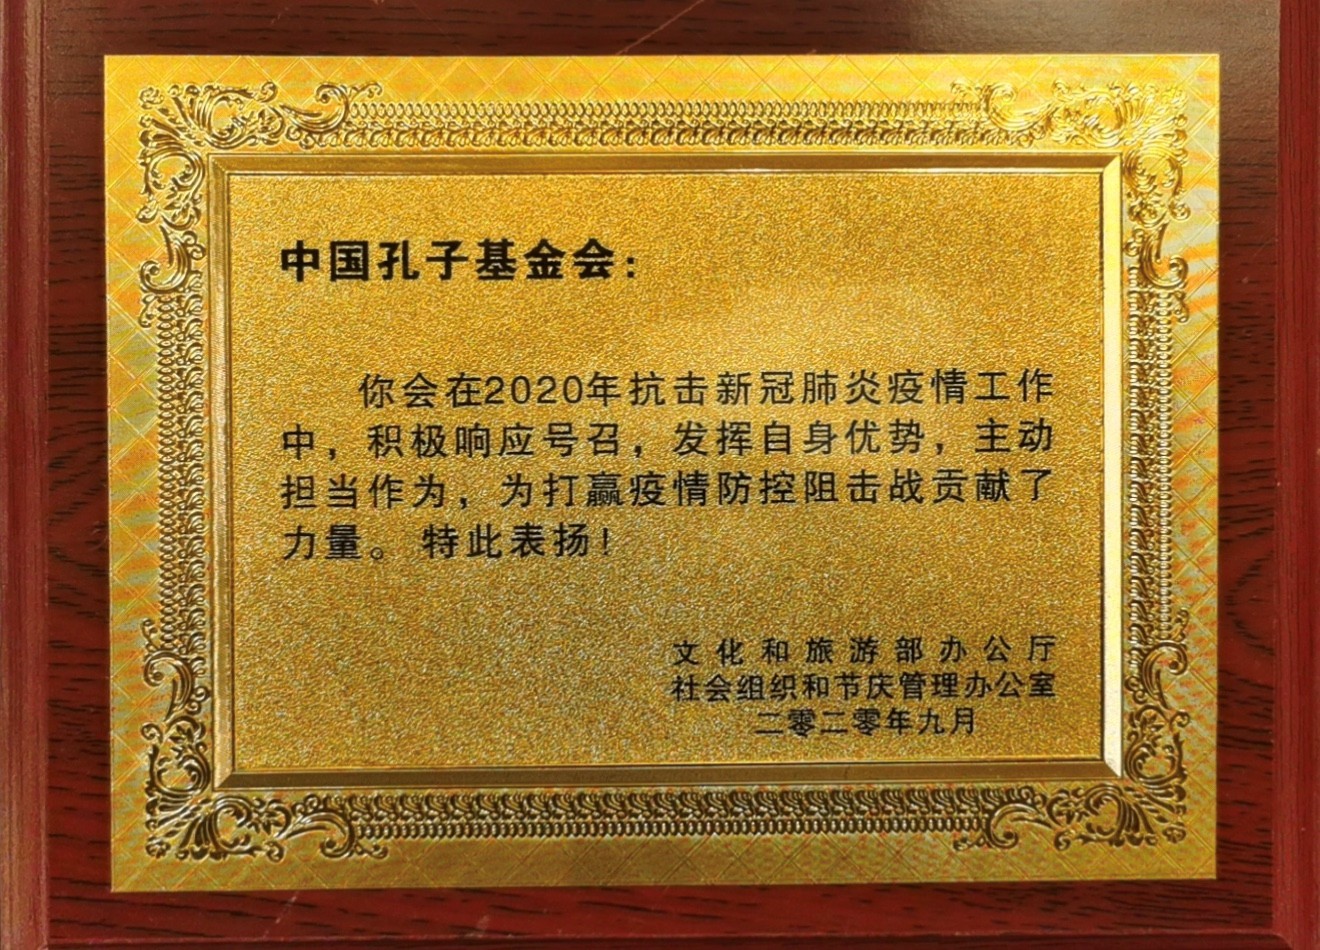 中国孔子基金会：
你会在2020年抗击新冠肺炎疫情工作
中，积极响应号召，发挥自身优势，主动
担当作为，为打赢疫情防控阻击战贡献了
力量。特此表扬！
文化和旅游部办公厅
社会组织和节庆管理办公室
二零二零年九月